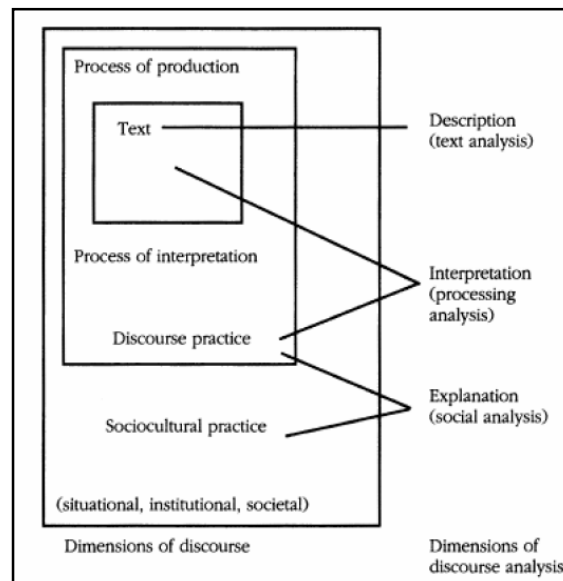 Process of production
Text
Description
(text analysis)
Process of interpretation
Interpretation
(processing
analysis)
Discourse practice
Explanation
(social analysis)
Sociocultural practice
(situational, institutional, societal)
Dimensions of discourse
Dimensions of
discourse analysis